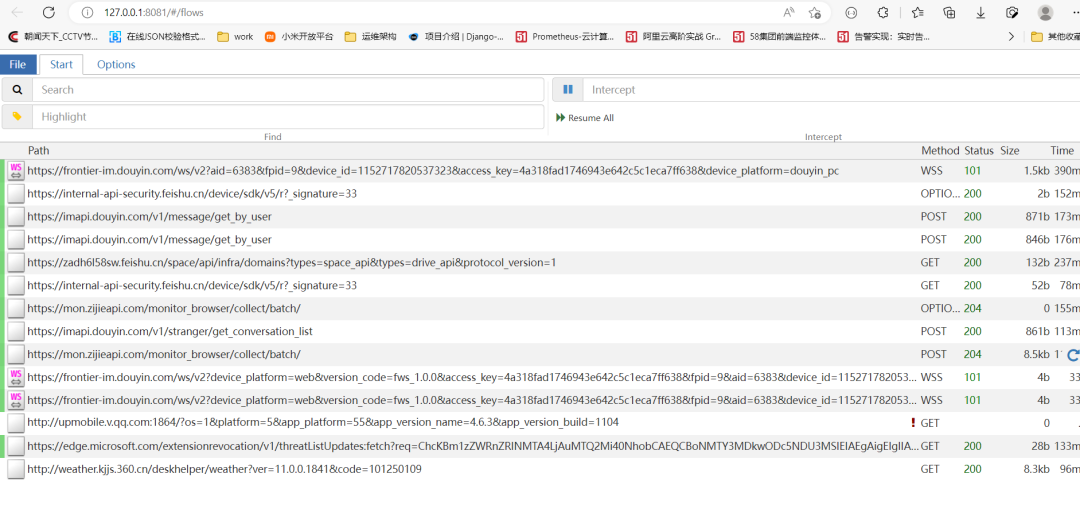 127.0.0.1:8081/#/flows
朝闻天下_CCTV节... 在线JSON校验格式... work 小米开放平台 运维架构 项目介绍 | Django-... Prometheus-云计算... 阿里云高阶实战 Gr... 58集团前端监控体... 告警实现：实时告... 其他收藏
File Start Options
Search Intercept
Highlight Resume All
Find Intercept
Path Method Status Size Time
WS https://frontier-im.douyin.com/ws/v2?aid=6383&fpid=9&device_id=1152717820537323&access_key=4a318fad1746943e642c5c1eca7ff638&device_platform=douyin_pc WSS 101 1.5kb 390m
https://internal-api-security.feishu.cn/device/sdk/v5/r?_signature=33 OPTIO... 200 2b 152m
https://imapi.douyin.com/v1/message/get_by_user POST 200 871b 173m
https://imapi.douyin.com/v1/message/get_by_user POST 200 846b 176m
https://zadh6l58sw.feishu.cn/space/api/infra/domains?types=space_api&types=drive_api&protocol_version=1 GET 200 132b 237m
https://internal-api-security.feishu.cn/device/sdk/v5/r?_signature=33 GET 200 52b 78m
https://mon.zijieapi.com/monitor_browser/collect/batch/ OPTIO... 204 0 155m
https://imapi.douyin.com/v1/stranger/get_conversation_list POST 200 861b 113m
https://mon.zijieapi.com/monitor_browser/collect/batch/ POST 204 8.5kb
WS https://frontier-im.douyin.com/ws/v2?device_platform=web&version_code=fws_1.0.0&access_key=4a318fad1746943e642c5c1eca7ff638&fpid=9&aid=6383&device_id=115271782053... WSS 101 4b 33
WS https://frontier-im.douyin.com/ws/v2?device_platform=web&version_code=fws_1.0.0&access_key=4a318fad1746943e642c5c1eca7ff638&fpid=9&aid=6383&device_id=115271782053... WSS 101 4b 33
http://upmobile.v.qq.com:1864/?os=1&platform=5&app_platform=55&app_version_name=4.6.3&app_version_build=1104 ! GET 0
https://edge.microsoft.com/extensionrevocation/v1/threatListUpdates:fetch?req=ChcKBm1zZWRnZRINMTA4LjAuMTQ2Mi40NhobCAEQCBoNMTY3MDkwODc5NDU3MSIEIAEgAigEIgIIA... GET 200 28b 133m
http://weather.kjjs.360.cn/deskhelper/weather?ver=11.0.0.1841&code=101250109 GET 200 8.3kb 96m